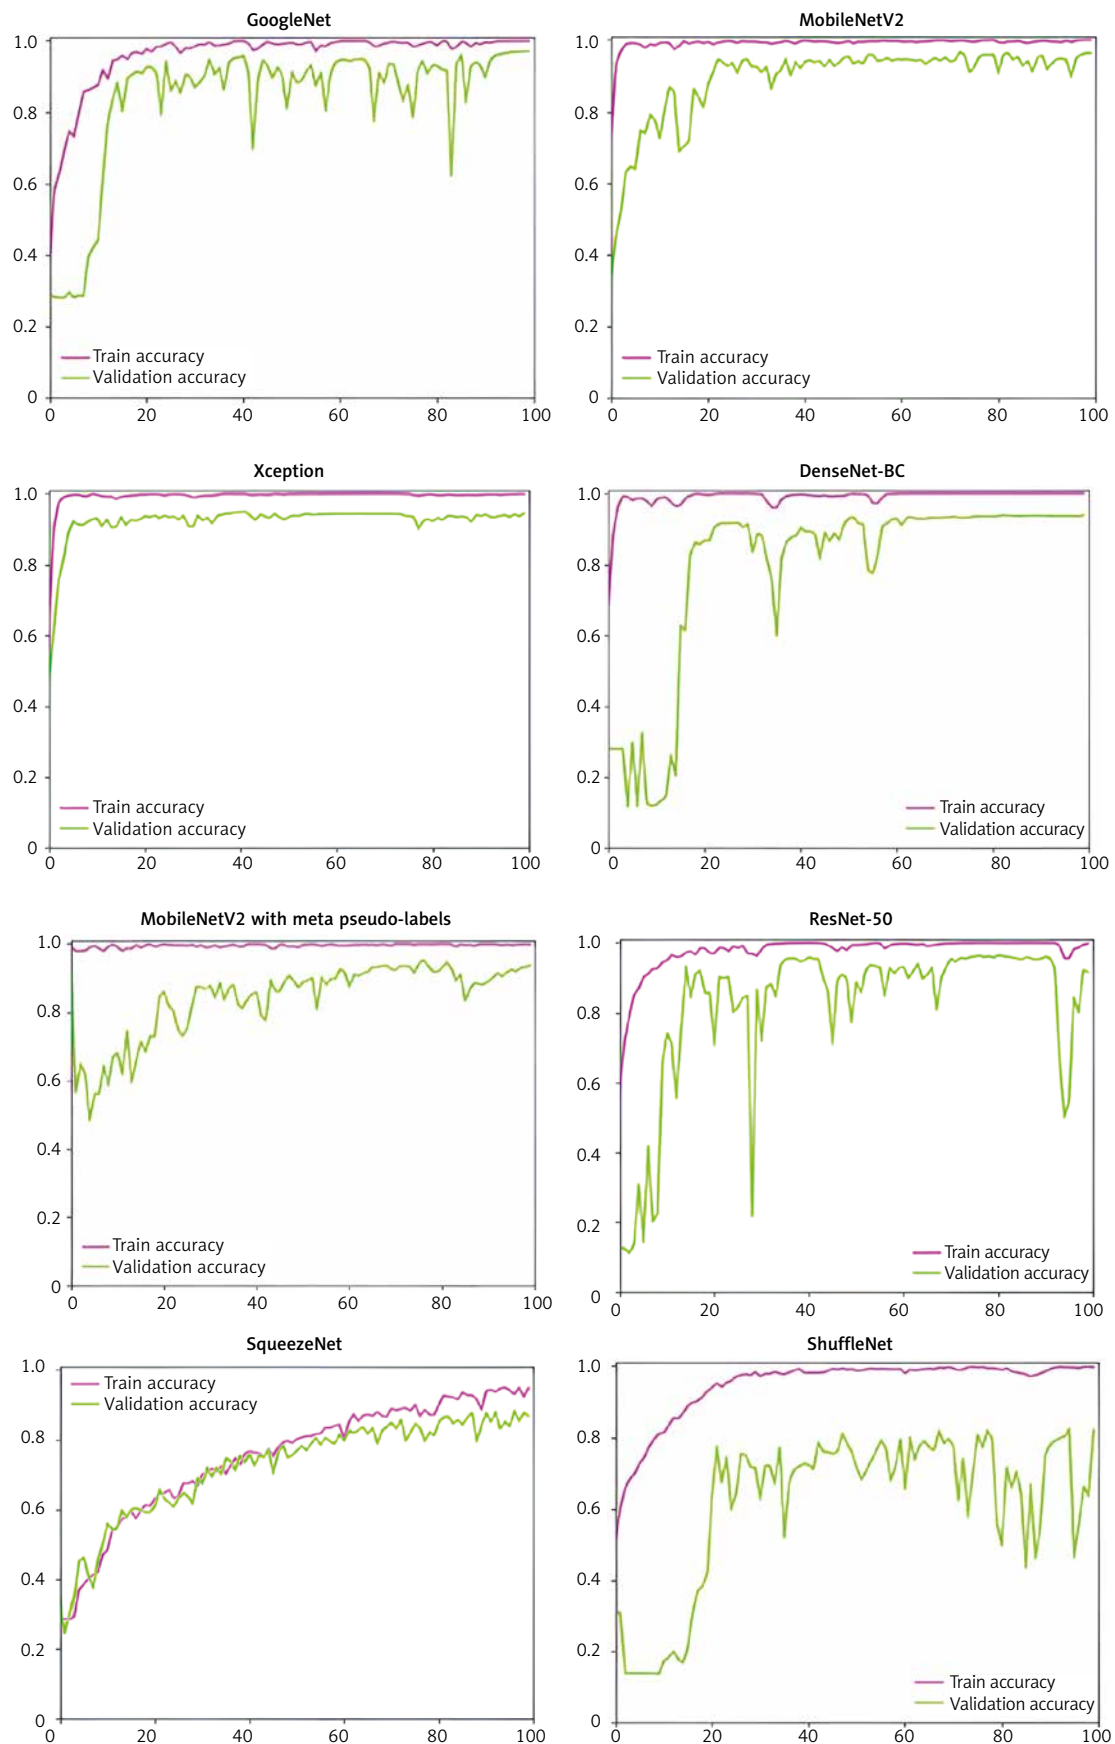 GoogleNet
1.0
0.8
0.6
0.4
0.2
0
Train accuracy
Validation accuracy
0 20 40 60 80 100
MobileNetV2
1.0
0.8
0.6
0.4
0.2
0
Train accuracy
Validation accuracy
0 20 40 60 80 100
Xception
1.0
0.8
0.6
0.4
0.2
0
Train accuracy
Validation accuracy
0 20 40 60 80 100
DenseNet-BC
1.0
0.8
0.6
0.4
0.2
0
Train accuracy
Validation accuracy
0 20 40 60 80 100
MobileNetV2 with meta pseudo-labels
1.0
0.8
0.6
0.4
0.2
0
Train accuracy
Validation accuracy
0 20 40 60 80 100
ResNet-50
1.0
0.8
0.6
0.4
0.2
0
Train accuracy
Validation accuracy
0 20 40 60 80 100
SqueezeNet
1.0
Train accuracy
Validation accuracy
0.8
0.6
0.4
0.2
0
0 20 40 60 80 100
ShuffleNet
1.0
0.8
0.6
0.4
0.2
0
Train accuracy
Validation accuracy
0 20 40 60 80 100